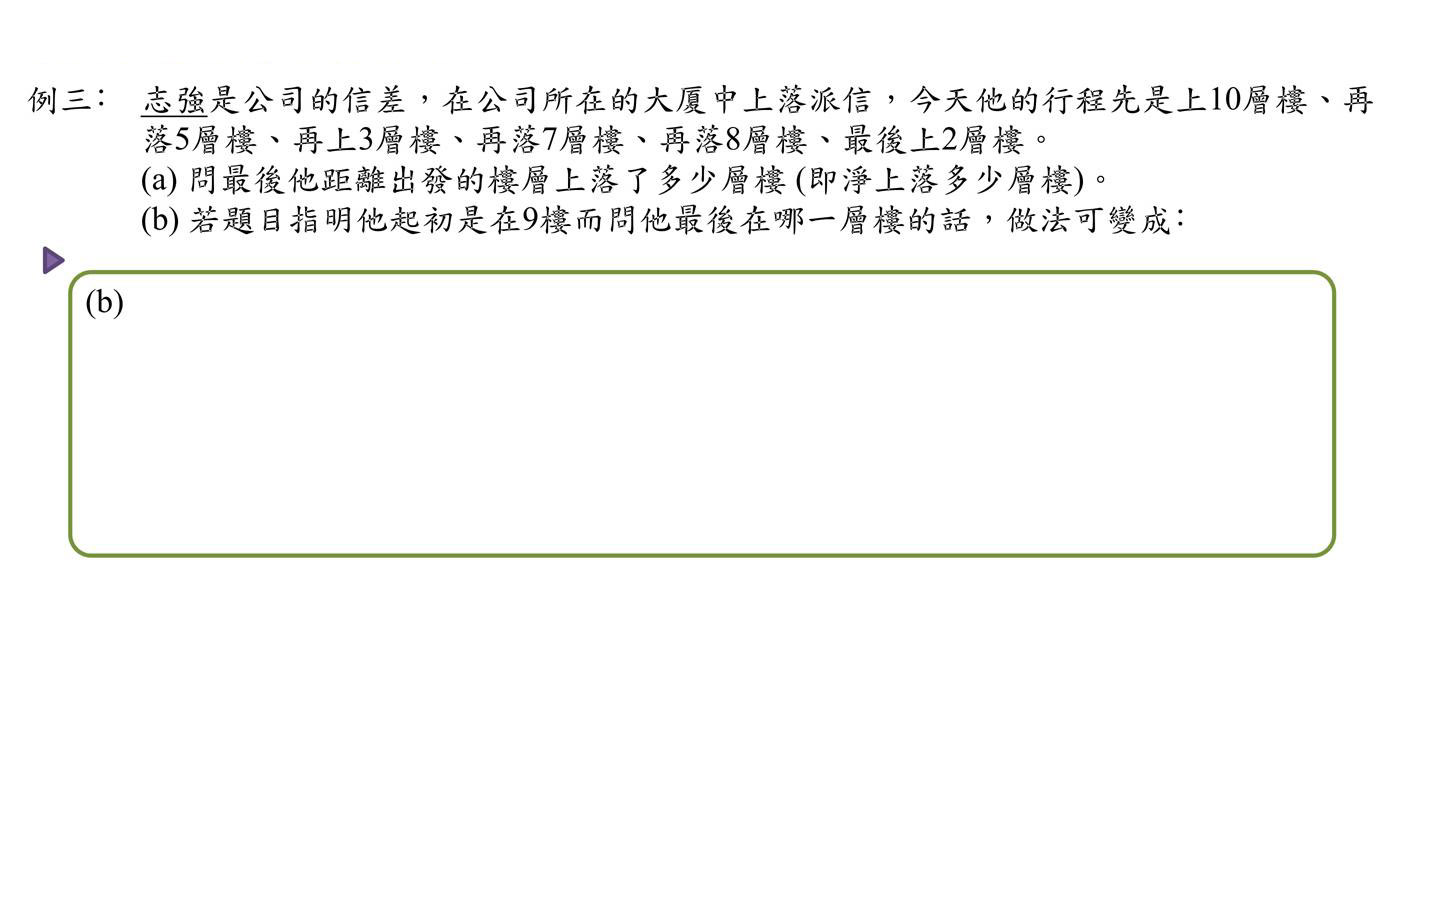 例三： 志強是公司的信差，在公司所在的大厦中上落派信，今天他的行程先是上10層樓、再
落5層樓、再上3層樓、再落7層樓、再落8層樓、最後上2層樓。
(a) 問最後他距離出發的樓層上落了多少層樓 (即淨上落多少層樓)。
(b) 若題目指明他起初是在9樓而問他最後在哪一層樓的話，做法可變成：
(b)